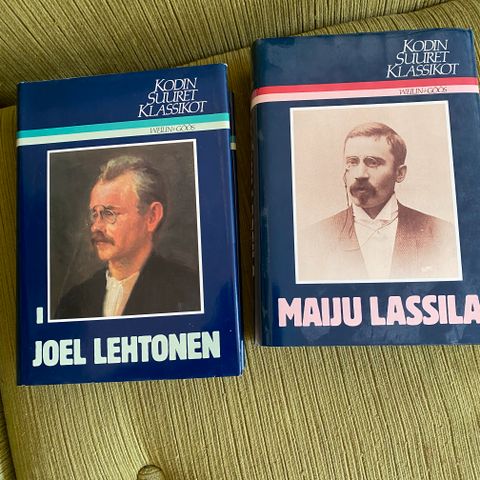 KODIN
SUURET
KLASSIKOT
WEILIN+GÖÖS
I
JOEL LEHTONEN
KODIN
SUURET
KLASSIKOT
WEILIN+GÖÖS
MAIJU LASSILA